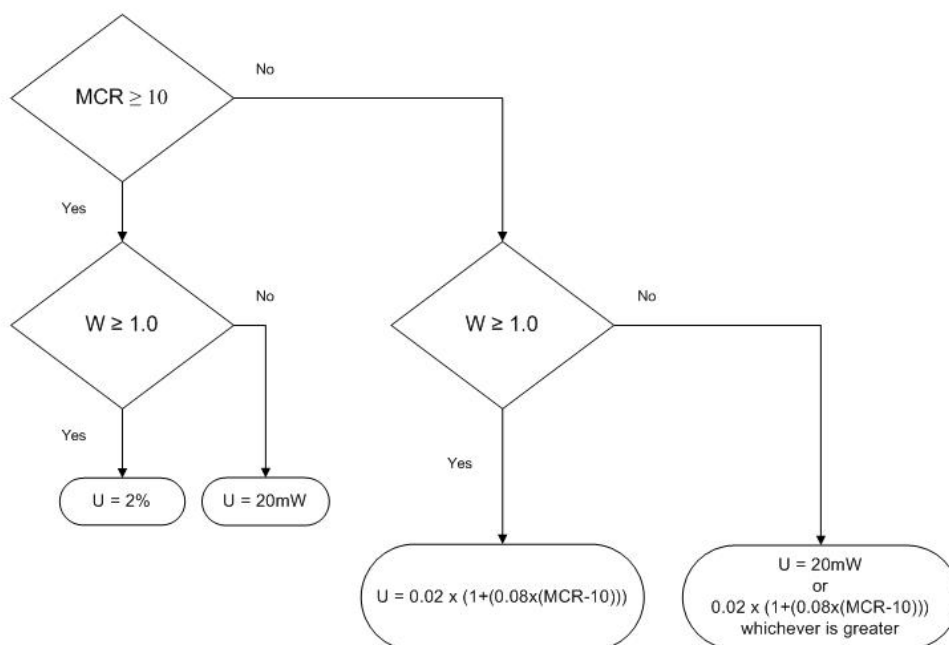 No
MCR ≥ 10
Yes
No
No
W ≥ 1.0
W ≥ 1.0
Yes
Yes
U = 2%
U = 20mW
U = 0.02 x (1+(0.08x(MCR-10)))
U = 20mW
or
0.02 x (1+(0.08x(MCR-10)))
whichever is greater